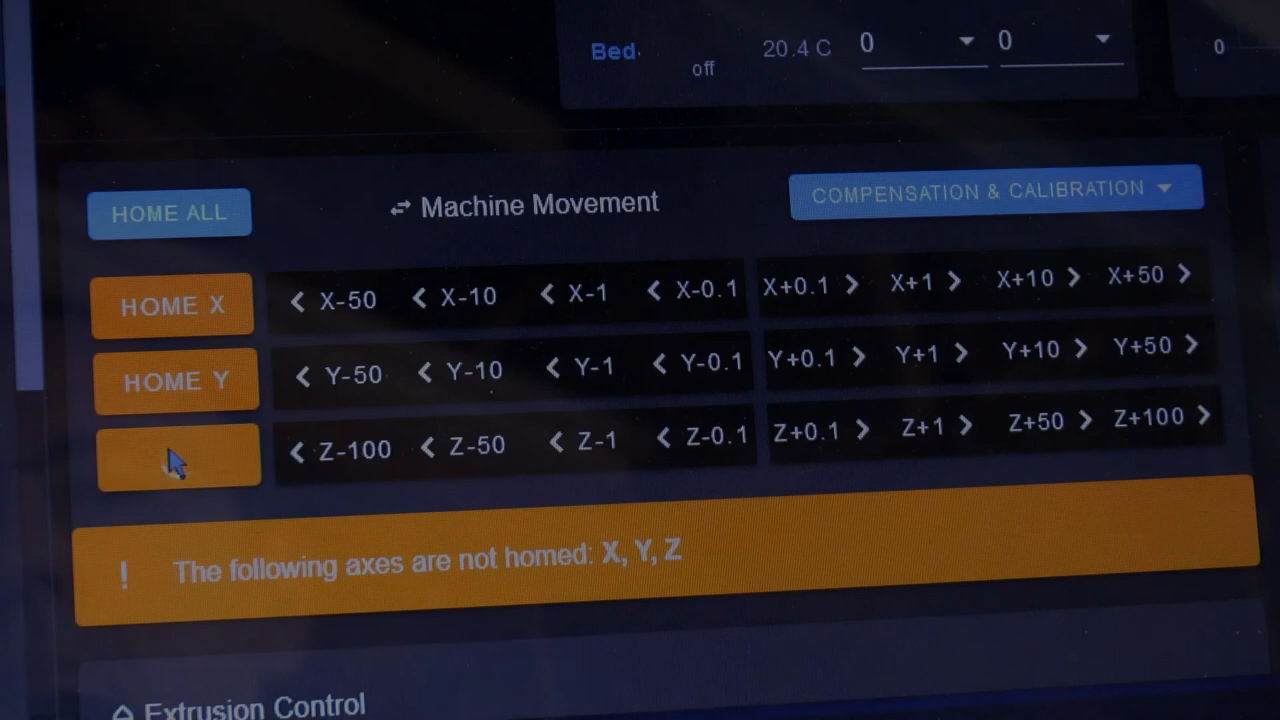 Bed
off
20.4 C
0
0
0
HOME ALL
Machine Movement
COMPENSATION & CALIBRATION
HOME X
X-50 X-10 X-1 X-0.1 X+0.1 X+1 X+10 X+50
HOME Y
Y-50 Y-10 Y-1 Y-0.1 Y+0.1 Y+1 Y+10 Y+50
Z-100 Z-50 Z-1 Z-0.1 Z+0.1 Z+1 Z+50 Z+100
! The following axes are not homed: X, Y, Z
Extrusion Control